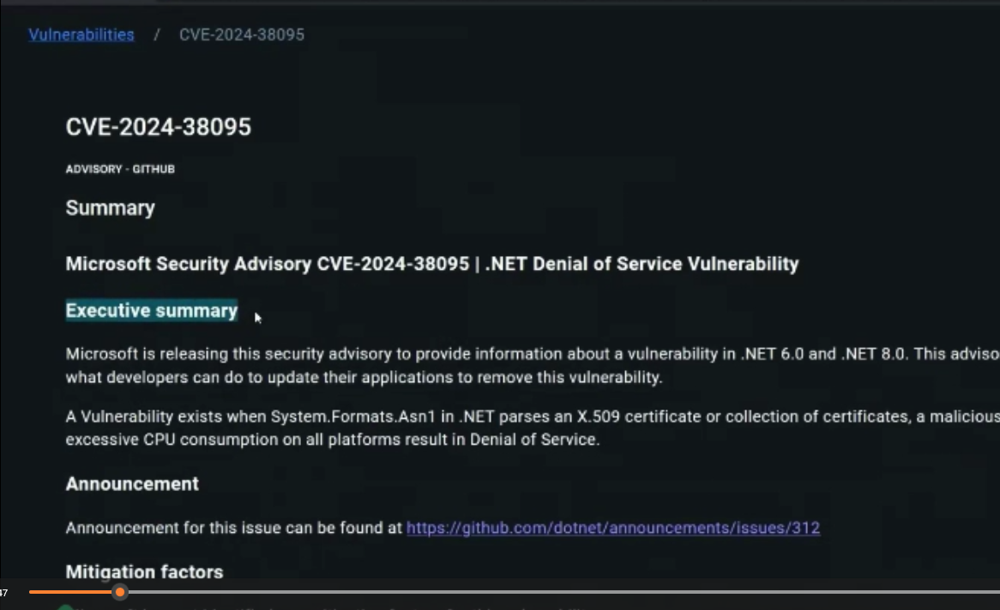 Vulnerabilities / CVE-2024-38095
CVE-2024-38095
ADVISORY - GITHUB
Summary
Microsoft Security Advisory CVE-2024-38095 | .NET Denial of Service Vulnerability
Executive summary
Microsoft is releasing this security advisory to provide information about a vulnerability in .NET 6.0 and .NET 8.0. This adviso
what developers can do to update their applications to remove this vulnerability.
A Vulnerability exists when System.Formats.Asn1 in .NET parses an X.509 certificate or collection of certificates, a malicious
excessive CPU consumption on all platforms result in Denial of Service.
Announcement
Announcement for this issue can be found at https://github.com/dotnet/announcements/issues/312
Mitigation factors
47